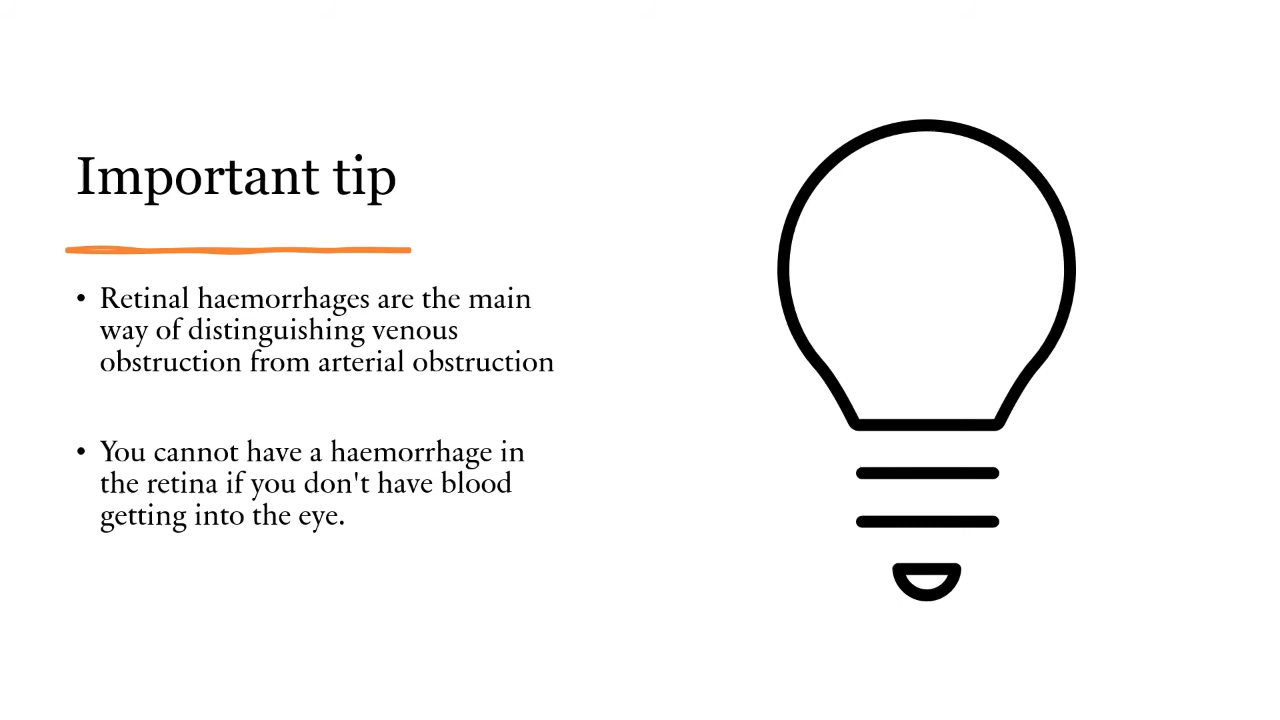 Important tip
• Retinal haemorrhages are the main
way of distinguishing venous
obstruction from arterial obstruction
• You cannot have a haemorrhage in
the retina if you don't have blood
getting into the eye.